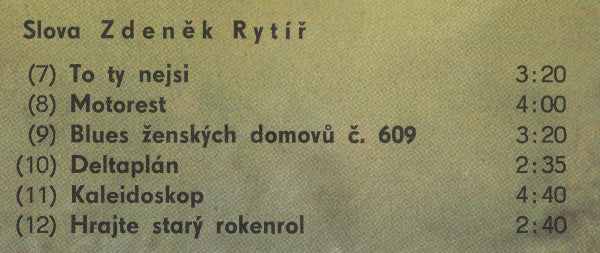 Slova Zdeněk Rytíř
(7) To ty nejsi 3:20
(8) Motorest 4:00
(9) Blues ženských domovů č. 609 3:20
(10) Deltaplán 2:35
(11) Kaleidoskop 4:40
(12) Hrajte starý rokenrol 2:40